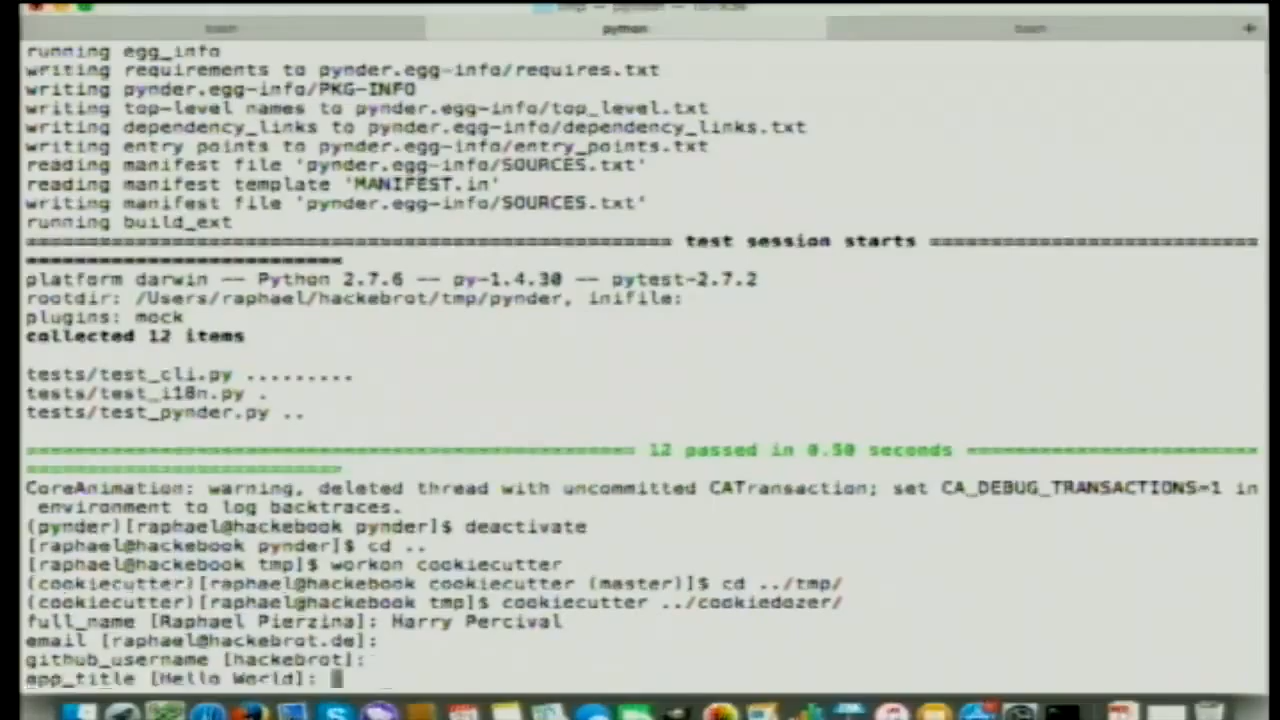 python
running egg_info
writing requirements to pynder.egg-info/requires.txt
writing pynder.egg-info/PKG-INFO
writing top-level names to pynder.egg-info/top_level.txt
writing dependency_links to pynder.egg-info/dependency_links.txt
writing entry points to pynder.egg-info/entry_points.txt
reading manifest file 'pynder.egg-info/SOURCES.txt'
reading manifest template 'MANIFEST.in'
writing manifest file 'pynder.egg-info/SOURCES.txt'
running build_ext
test session starts
platform darwin -- Python 2.7.6 -- py-1.4.30 -- pytest-2.7.2
rootdir: /Users/raphael/hackebrot/tmp/pynder, inifile:
plugins: mock
collected 12 items
tests/test_cli.py .........
tests/test_i18n.py .
tests/test_pynder.py ..
12 passed in 0.50 seconds
CoreAnimation: warning, deleted thread with uncommitted CATransaction; set CA_DEBUG_TRANSACTIONS=1 in
environment to log backtraces.
(pynder)[raphael@hackebook pynder]$ deactivate
[raphael@hackebook pynder]$ cd ..
[raphael@hackebook tmp]$ workon cookiecutter
(cookiecutter)[raphael@hackebook cookiecutter (master)]$ cd ../tmp/
(cookiecutter)[raphael@hackebook tmp]$ cookiecutter ../cookiedozer/
full_name [Raphael Pierzina]: Harry Percival
email [raphael@hackebrot.de]:
github_username [hackebrot]:
app_title [Hello World]: